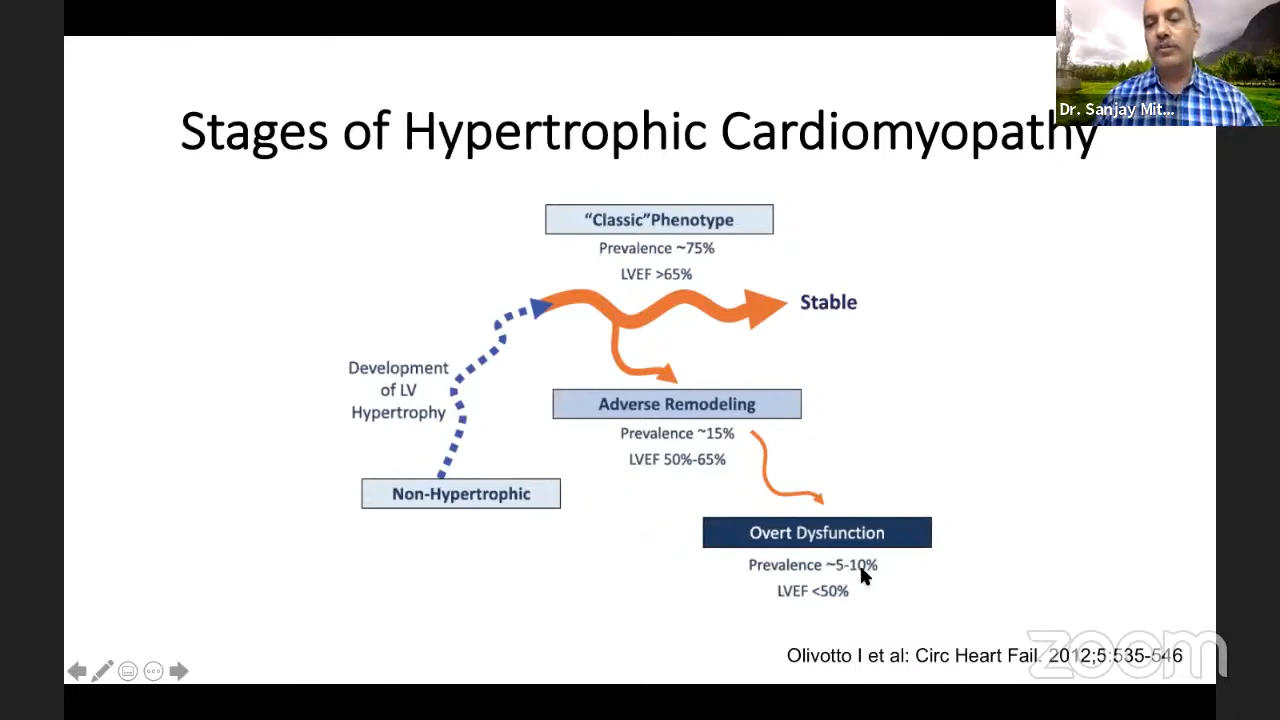 Dr. Sanjay Mit...
Stages of Hypertrophic Cardiomyopathy
“Classic”Phenotype
Prevalence ~75%
LVEF >65%
Stable
Development
of LV
Hypertrophy
Adverse Remodeling
Prevalence ~15%
LVEF 50%-65%
Non-Hypertrophic
Overt Dysfunction
Prevalence ~5-10%
LVEF <50%
Olivotto I et al: Circ Heart Fail. 2012;5:535-546
zoom